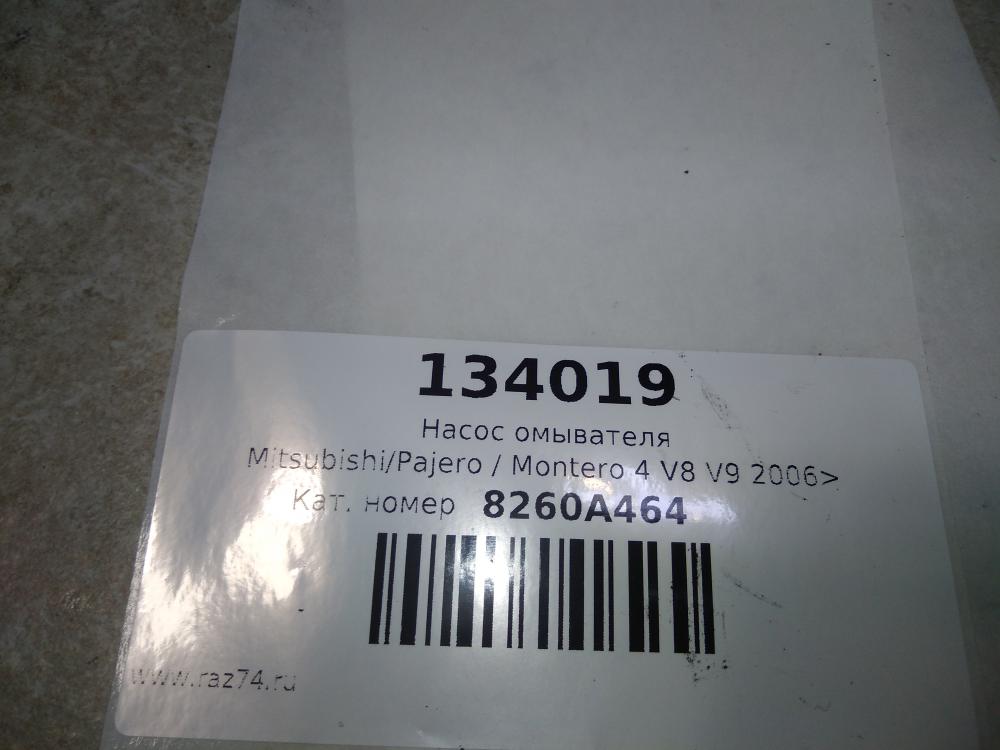 134019
Насос омывателя
Mitsubishi/Pajero / Montero 4 V8 V9 2006>
Кат. номер 8260A464
www.raz74.ru